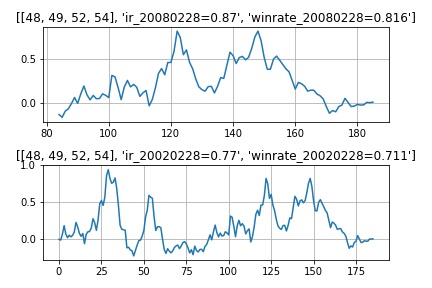 [[48, 49, 52, 54], 'ir_20080228=0.87', 'winrate_20080228=0.816']
0.5
0.0
80 100 120 140 160 180
[[48, 49, 52, 54], 'ir_20020228=0.77', 'winrate_20020228=0.711']
1.0
0.5
0.0
0 25 50 75 100 125 150 175